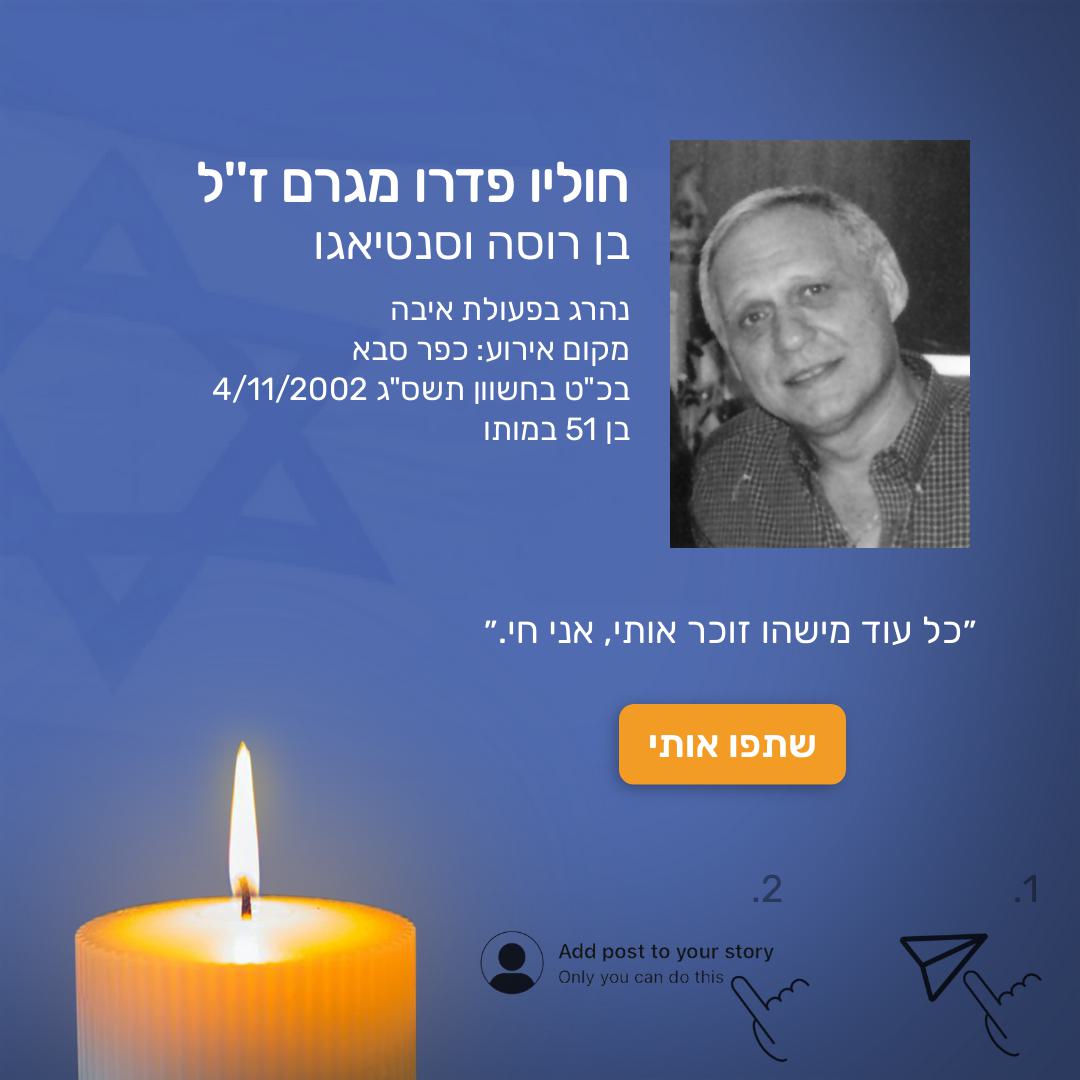 חוליו פדרו מגרם ז"ל
בן רוסה וסנטיאגו
נהרג בפעולת איבה
מקום אירוע: כפר סבא
בכ"ט בחשוון תשס"ג 4/11/2002
בן 51 במותו
״כל עוד מישהו זוכר אותי, אני חי.״
שתפו אותי
1.
2.
Add post to your story
Only you can do this